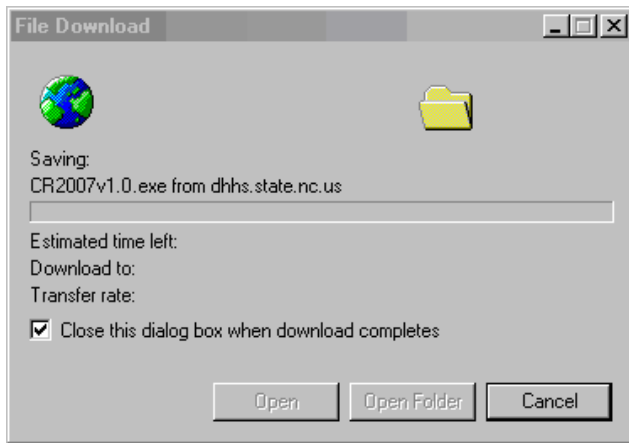 File Download
Saving:
CR2007v1.0.exe from dhhs.state.nc.us
Estimated time left:
Download to:
Transfer rate:
Close this dialog box when download completes
Open Open Folder Cancel